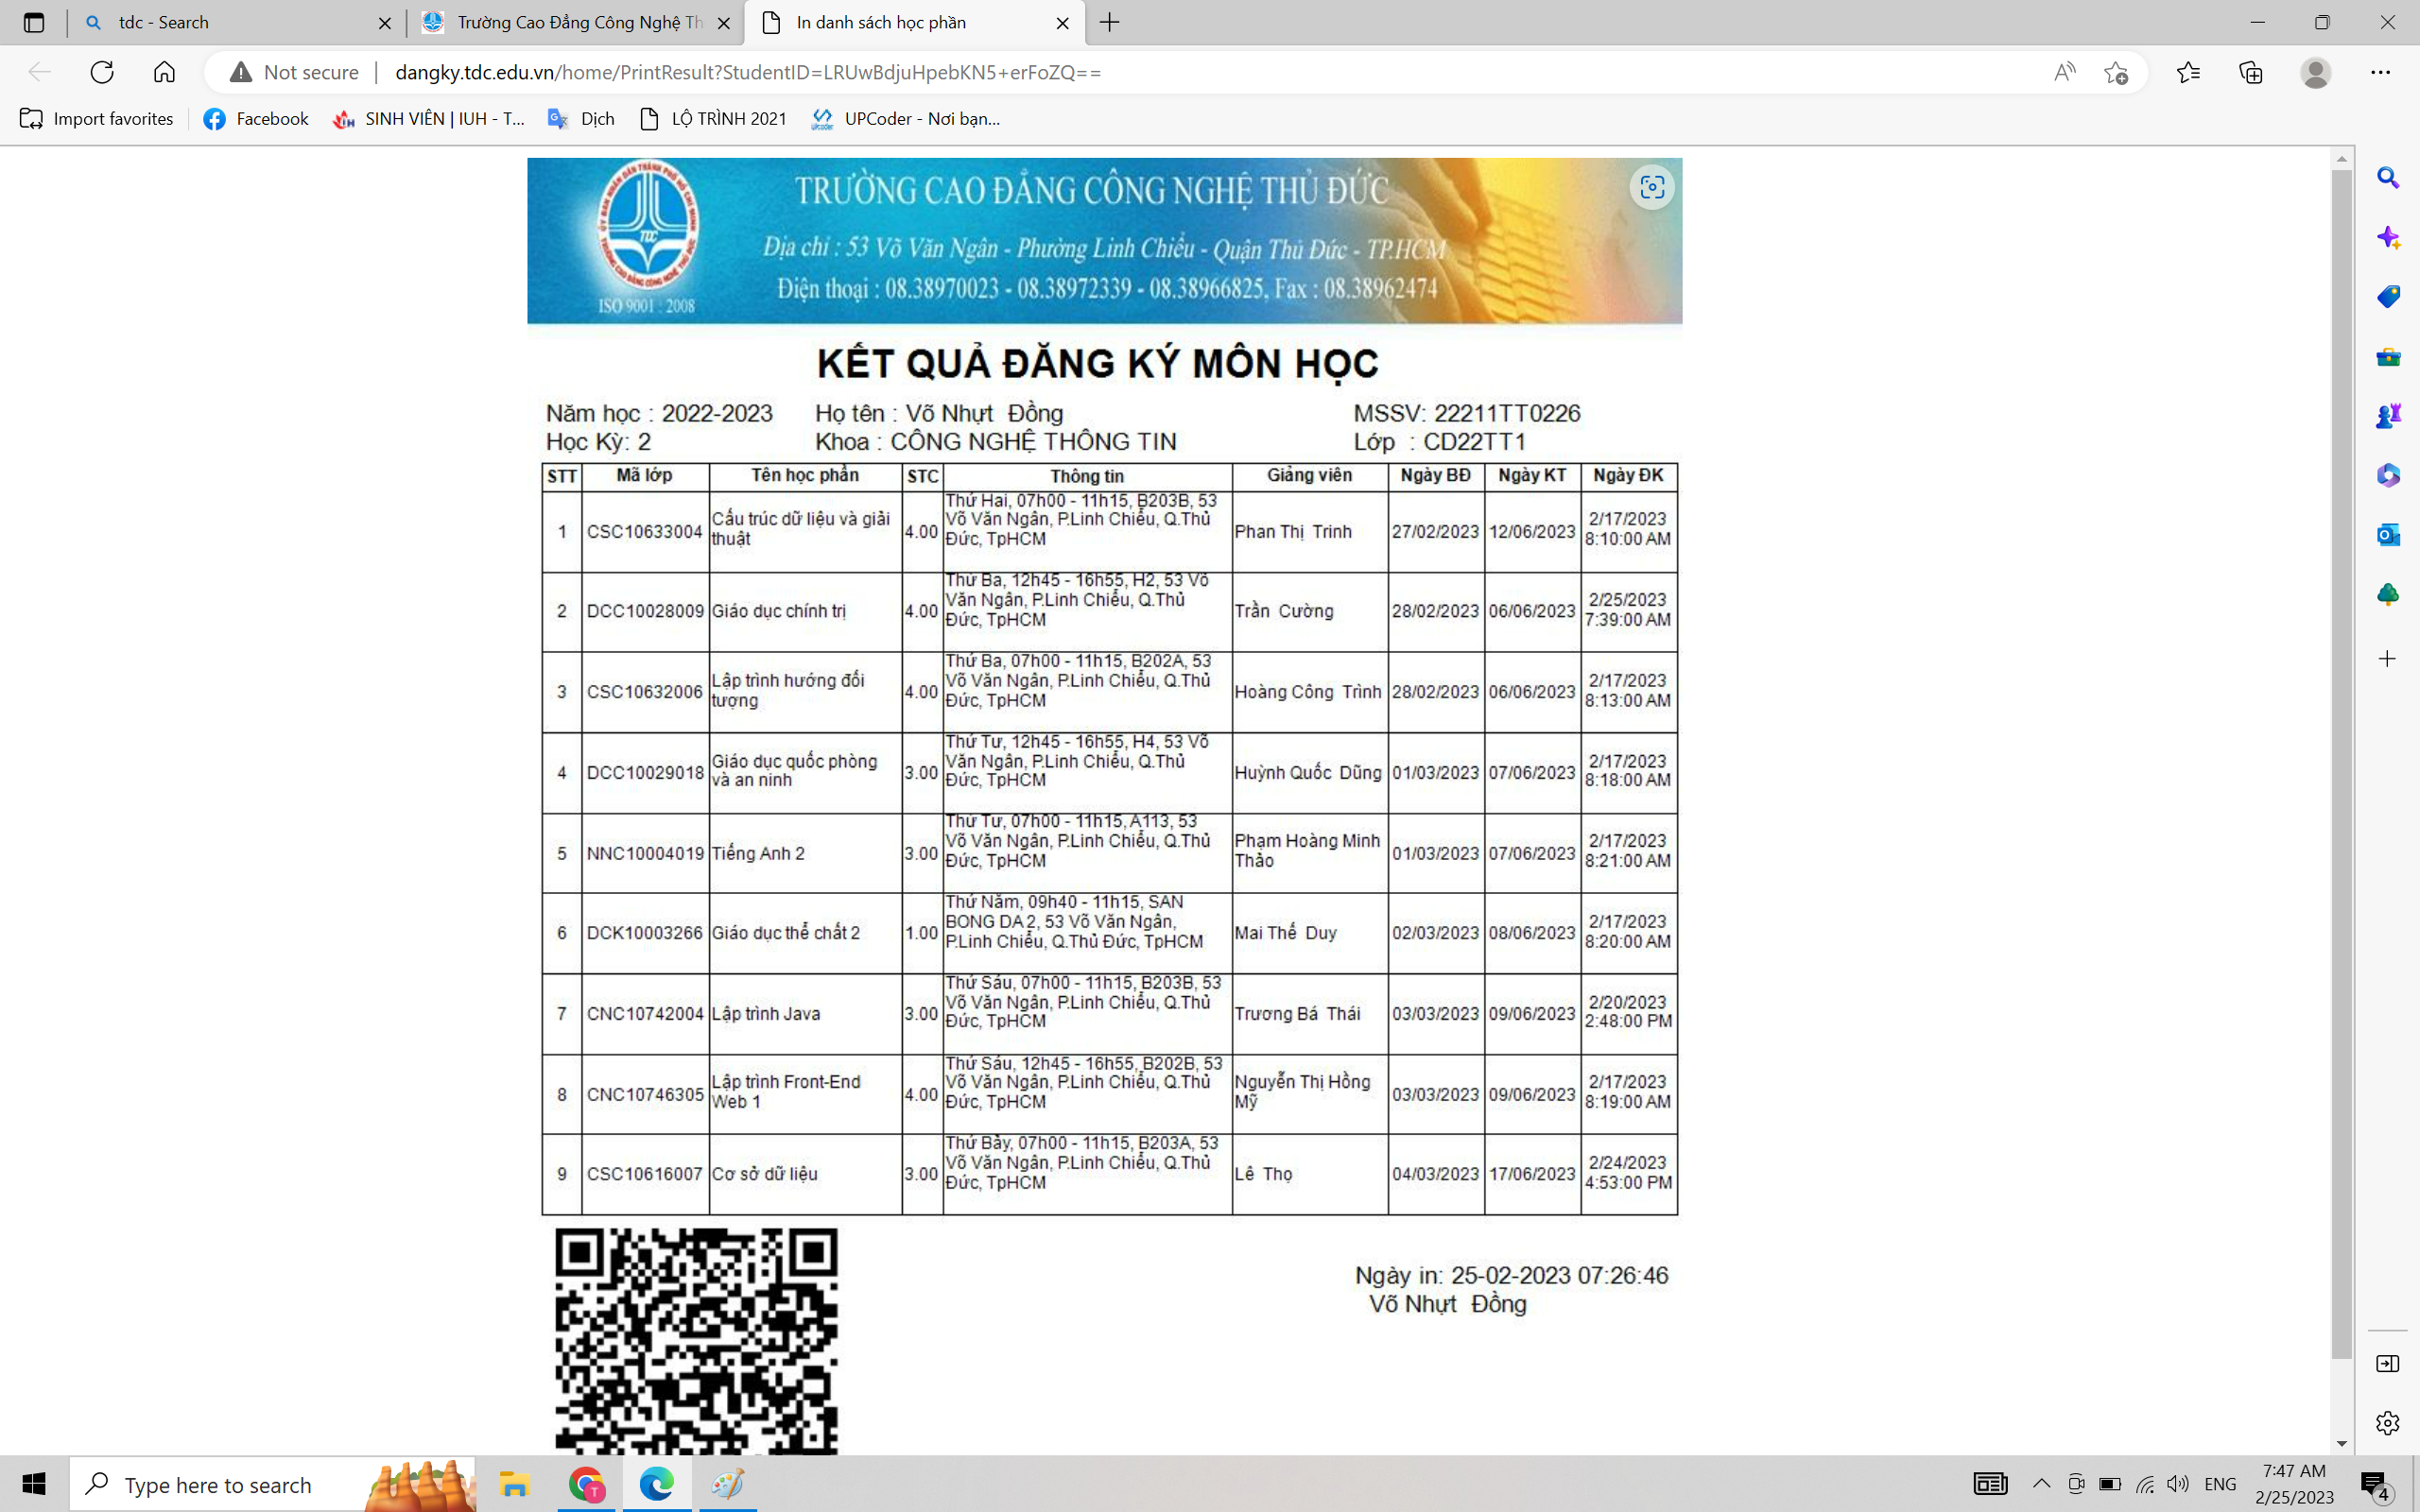 tdc - Search
Trường Cao Đẳng Công Nghệ Th
In danh sách học phần
Not secure
dangky.tdc.edu.vn/home/PrintResult?StudentID=LRUwBdjuHpebKN5+erFoZQ==
Import favorites
Facebook
SINH VIÊN | IUH - T...
Dịch
LỘ TRÌNH 2021
UPCoder - Nơi bạn...
TRƯỜNG CAO ĐẲNG CÔNG NGHỆ THỦ ĐỨC
Địa chỉ : 53 Võ Văn Ngân - Phường Linh Chiểu - Quận Thủ Đức - TP.HCM
Điện thoại : 08.38970023 - 08.38972339 - 08.38966825, Fax : 08.38962474
TDC
ISO 9001 : 2008
KẾT QUẢ ĐĂNG KÝ MÔN HỌC
Năm học : 2022-2023 Họ tên : Võ Nhựt Đồng MSSV: 22211TT0226
Học Kỳ: 2 Khoa : CÔNG NGHỆ THÔNG TIN Lớp : CD22TT1
STT Mã lớp Tên học phần STC Thông tin Giảng viên Ngày BĐ Ngày KT Ngày ĐK
1 CSC10633004 Cấu trúc dữ liệu và giải thuật 4.00 Thứ Hai, 07h00 - 11h15, B203B, 53 Võ Văn Ngân, P.Linh Chiểu, Q.Thủ Đức, TpHCM Phan Thị Trinh 27/02/2023 12/06/2023 2/17/2023 8:10:00 AM
2 DCC10028009 Giáo dục chính trị 4.00 Thứ Ba, 12h45 - 16h55, H2, 53 Võ Văn Ngân, P.Linh Chiểu, Q.Thủ Đức, TpHCM Trần Cường 28/02/2023 06/06/2023 2/25/2023 7:39:00 AM
3 CSC10632006 Lập trình hướng đối tượng 4.00 Thứ Ba, 07h00 - 11h15, B202A, 53 Võ Văn Ngân, P.Linh Chiểu, Q.Thủ Đức, TpHCM Hoàng Công Trình 28/02/2023 06/06/2023 2/17/2023 8:13:00 AM
4 DCC10029018 Giáo dục quốc phòng và an ninh 3.00 Thứ Tư, 12h45 - 16h55, H4, 53 Võ Văn Ngân, P.Linh Chiểu, Q.Thủ Đức, TpHCM Huỳnh Quốc Dũng 01/03/2023 07/06/2023 2/17/2023 8:18:00 AM
5 NNC10004019 Tiếng Anh 2 3.00 Thứ Tư, 07h00 - 11h15, A113, 53 Võ Văn Ngân, P.Linh Chiểu, Q.Thủ Đức, TpHCM Phạm Hoàng Minh Thảo 01/03/2023 07/06/2023 2/17/2023 8:21:00 AM
6 DCK10003266 Giáo dục thể chất 2 1.00 Thứ Năm, 09h40 - 11h15, SAN BONG DA 2, 53 Võ Văn Ngân, P.Linh Chiểu, Q.Thủ Đức, TpHCM Mai Thế Duy 02/03/2023 08/06/2023 2/17/2023 8:20:00 AM
7 CNC10742004 Lập trình Java 3.00 Thứ Sáu, 07h00 - 11h15, B203B, 53 Võ Văn Ngân, P.Linh Chiểu, Q.Thủ Đức, TpHCM Trương Bá Thái 03/03/2023 09/06/2023 2/20/2023 2:48:00 PM
8 CNC10746305 Lập trình Front-End Web 1 4.00 Thứ Sáu, 12h45 - 16h55, B202B, 53 Võ Văn Ngân, P.Linh Chiểu, Q.Thủ Đức, TpHCM Nguyễn Thị Hồng Mỹ 03/03/2023 09/06/2023 2/17/2023 8:19:00 AM
9 CSC10616007 Cơ sở dữ liệu 3.00 Thứ Bảy, 07h00 - 11h15, B203A, 53 Võ Văn Ngân, P.Linh Chiểu, Q.Thủ Đức, TpHCM Lê Thọ 04/03/2023 17/06/2023 2/24/2023 4:53:00 PM
Ngày in: 25-02-2023 07:26:46
Võ Nhựt Đồng
Type here to search
ENG
7:47 AM
2/25/2023
4